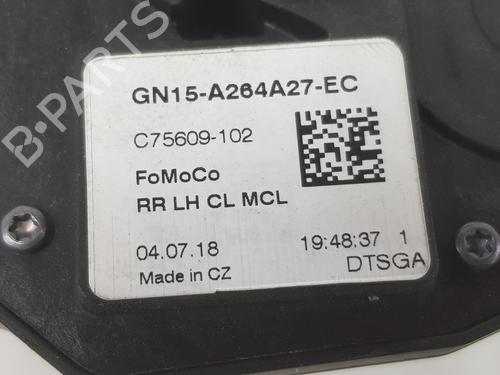 B-PARTS
GN15-A264A27-EC
C75609-102
FoMoCo
RR LH CL MCL
04.07.18 19:48:37 1
Made in CZ DTSGA